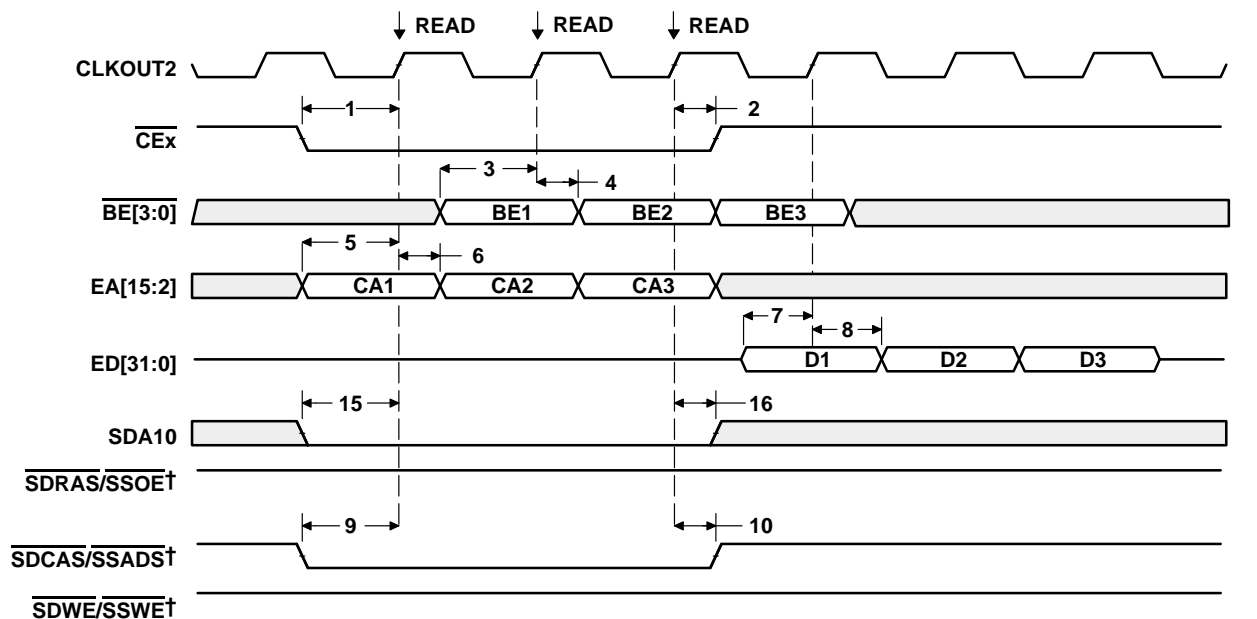 READ READ READ
CLKOUT2
1 2
CEx
3 4
BE[3:0] BE1 BE2 BE3
5 6
EA[15:2] CA1 CA2 CA3
7 8
ED[31:0] D1 D2 D3
15 16
SDA10
SDRAS/SSOE†
9 10
SDCAS/SSADS†
SDWE/SSWE†